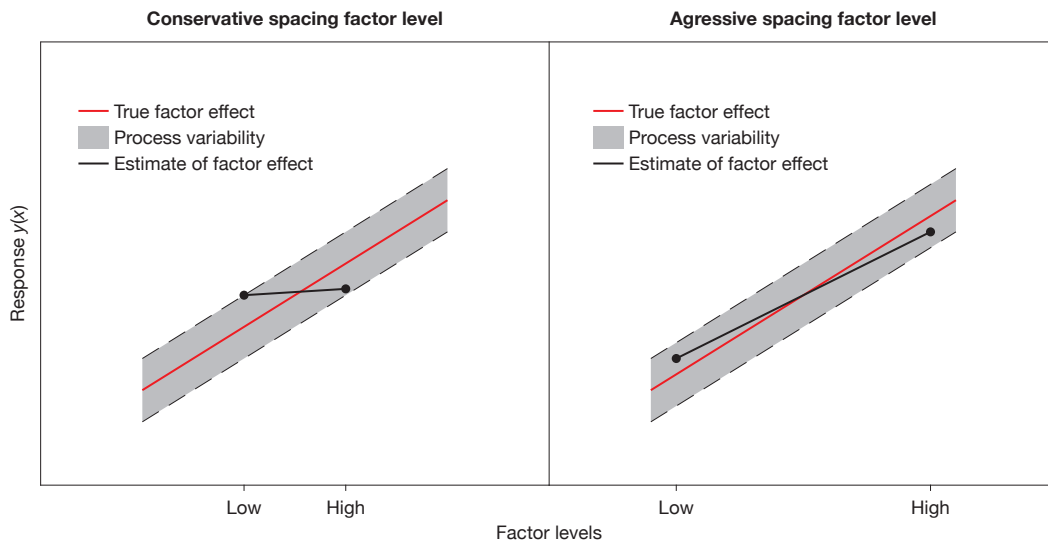 Conservative spacing factor level
Agressive spacing factor level
True factor effect
Process variability
Estimate of factor effect
True factor effect
Process variability
Estimate of factor effect
Response y(x)
Low
High
Low
High
Factor levels